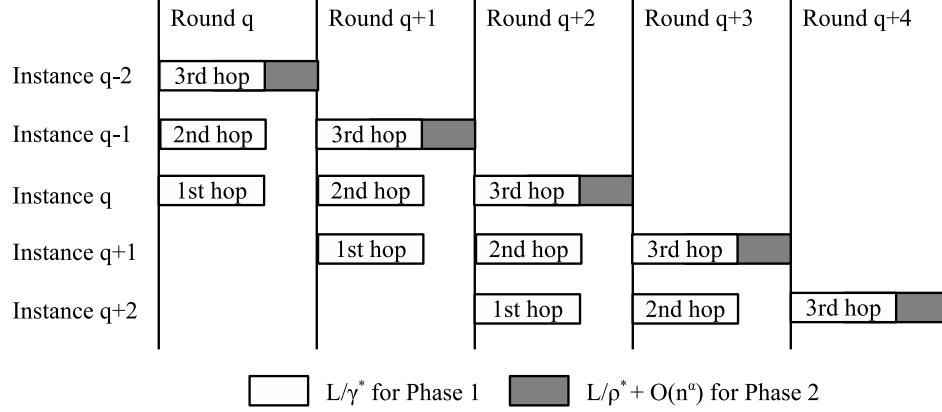 Round q Round q+1 Round q+2 Round q+3 Round q+4
Instance q-2 3rd hop
Instance q-1 2nd hop 3rd hop
Instance q 1st hop 2nd hop 3rd hop
Instance q+1 1st hop 2nd hop 3rd hop
Instance q+2 1st hop 2nd hop 3rd hop
L/γ* for Phase 1 L/ρ* + O(nᵅ) for Phase 2